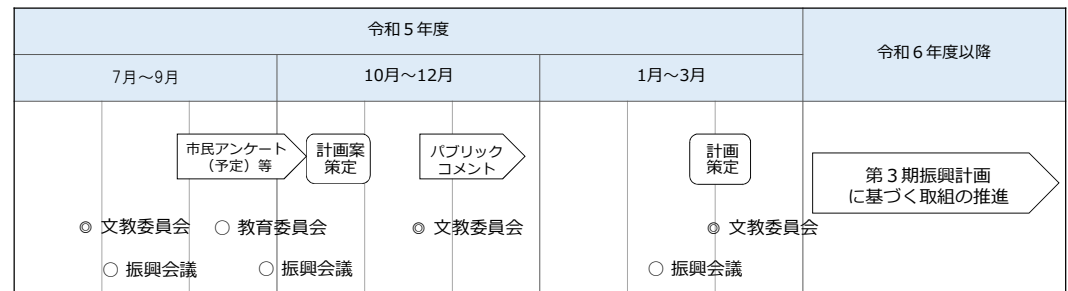 令和５年度
令和６年度以降
7月～9月
10月～12月
1月～3月
市民アンケート
（予定）等
計画案
策定
パブリック
コメント
計画
策定
第３期振興計画
に基づく取組の推進
◎ 文教委員会
○ 教育委員会
◎ 文教委員会
◎ 文教委員会
○ 振興会議
○ 振興会議
○ 振興会議